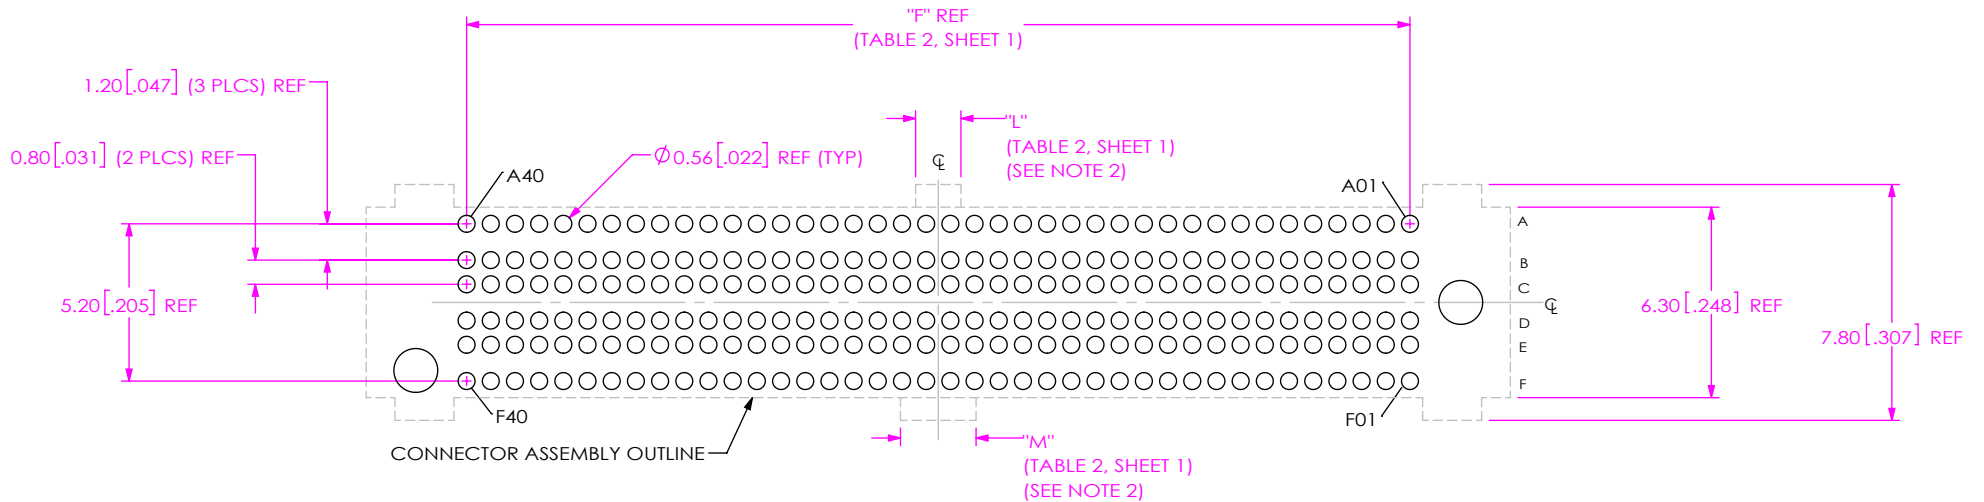 "F" REF
(TABLE 2, SHEET 1)
1.20[.047] (3 PLCS) REF
0.80[.031] (2 PLCS) REF
⌀0.56[.022] REF (TYP)
"L"
(TABLE 2, SHEET 1)
(SEE NOTE 2)
℄
A40
A01
A
B
C
℄
D
E
F
5.20[.205] REF
6.30[.248] REF
7.80[.307] REF
F40
F01
CONNECTOR ASSEMBLY OUTLINE
"M"
(TABLE 2, SHEET 1)
(SEE NOTE 2)